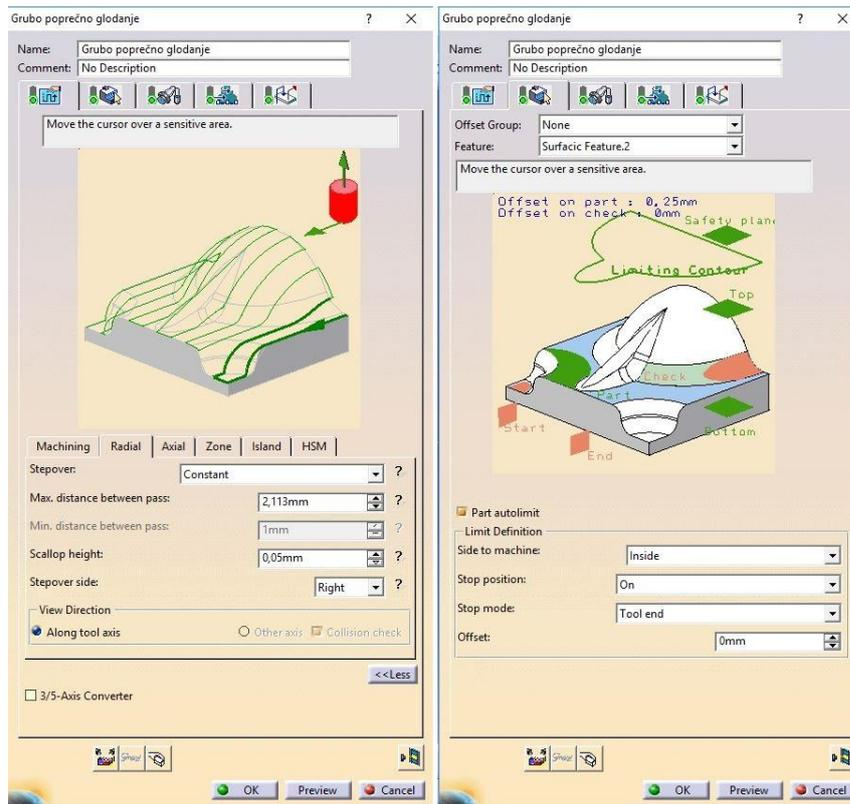 Grubo poprečno glodanje ? ×
Name: Grubo poprečno glodanje
Comment: No Description
Move the cursor over a sensitive area.
Machining Radial Axial Zone Island HSM
Stepover: Constant ?
Max. distance between pass: 2,113mm ?
Min. distance between pass: 1mm ?
Scallop height: 0,05mm ?
Stepover side: Right ?
View Direction
Along tool axis Other axis Collision check
<<Less
3/5-Axis Converter
OK Preview Cancel
Grubo poprečno glodanje ? ×
Name: Grubo poprečno glodanje
Comment: No Description
Offset Group: None
Feature: Surfacic Feature.2
Move the cursor over a sensitive area.
Offset on part : 0,25mm
Offset on check : 0mm
Safety plane
Limiting Contour
Top
Check
Part
Start
Bottom
End
Part autolimit
Limit Definition
Side to machine: Inside
Stop position: On
Stop mode: Tool end
Offset: 0mm
OK Preview Cancel